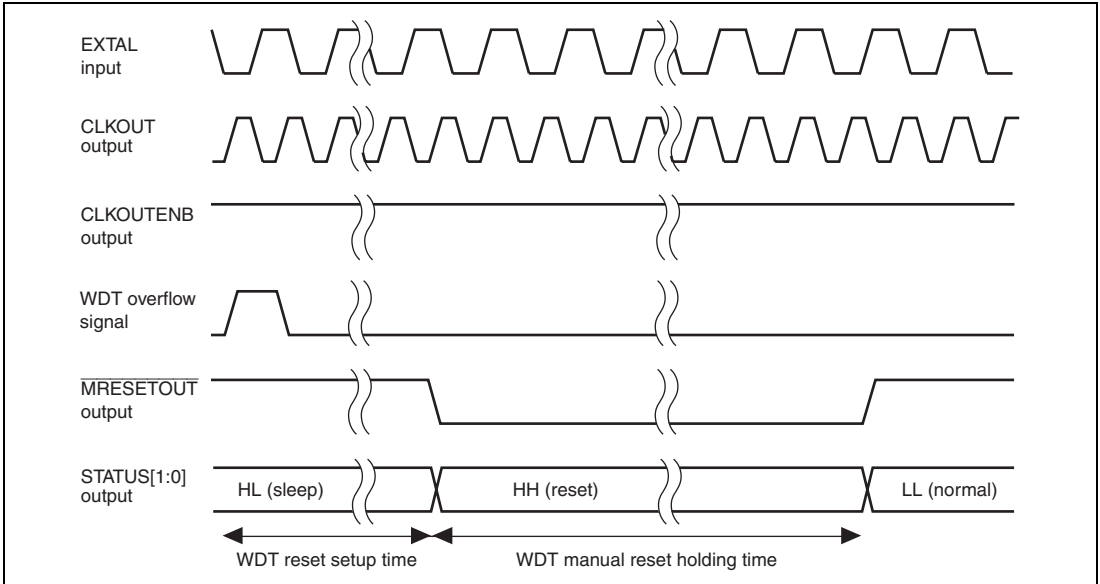 EXTAL
input
CLKOUT
output
CLKOUTENB
output
WDT overflow
signal
MRESETOUT
output
STATUS[1:0]
output
HL (sleep)
HH (reset)
LL (normal)
WDT reset setup time
WDT manual reset holding time